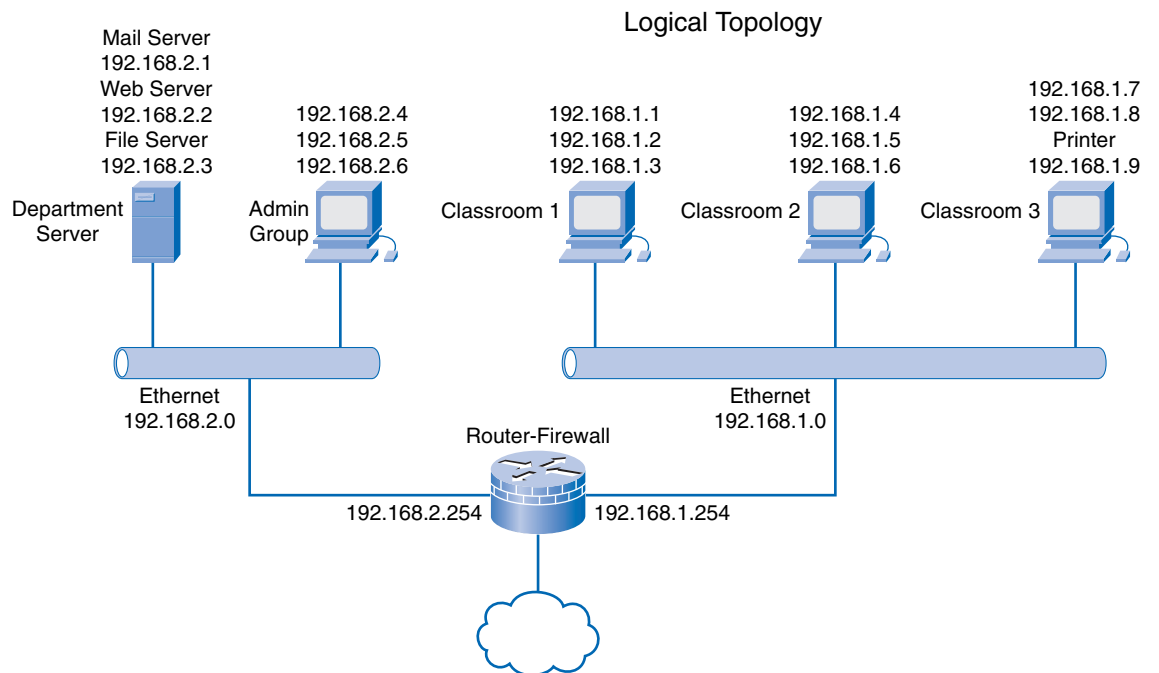 Logical Topology
Mail Server
192.168.2.1
Web Server
192.168.2.2
File Server
192.168.2.3
192.168.2.4
192.168.2.5
192.168.2.6
192.168.1.1
192.168.1.2
192.168.1.3
192.168.1.4
192.168.1.5
192.168.1.6
192.168.1.7
192.168.1.8
Printer
192.168.1.9
Department
Server
Admin
Group
Classroom 1
Classroom 2
Classroom 3
Ethernet
192.168.2.0
Ethernet
192.168.1.0
Router-Firewall
192.168.2.254
192.168.1.254